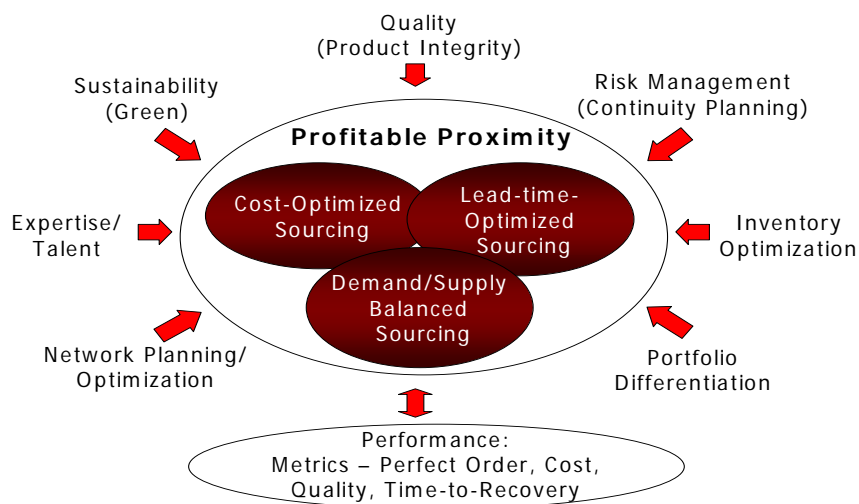 Quality
(Product Integrity)
Sustainability
(Green)
Risk Management
(Continuity Planning)
Profitable Proximity
Cost-Optimized
Sourcing
Lead-time-
Optimized
Sourcing
Expertise/
Talent
Inventory
Optimization
Demand/Supply
Balanced
Sourcing
Network Planning/
Optimization
Portfolio
Differentiation
Performance:
Metrics – Perfect Order, Cost,
Quality, Time-to-Recovery